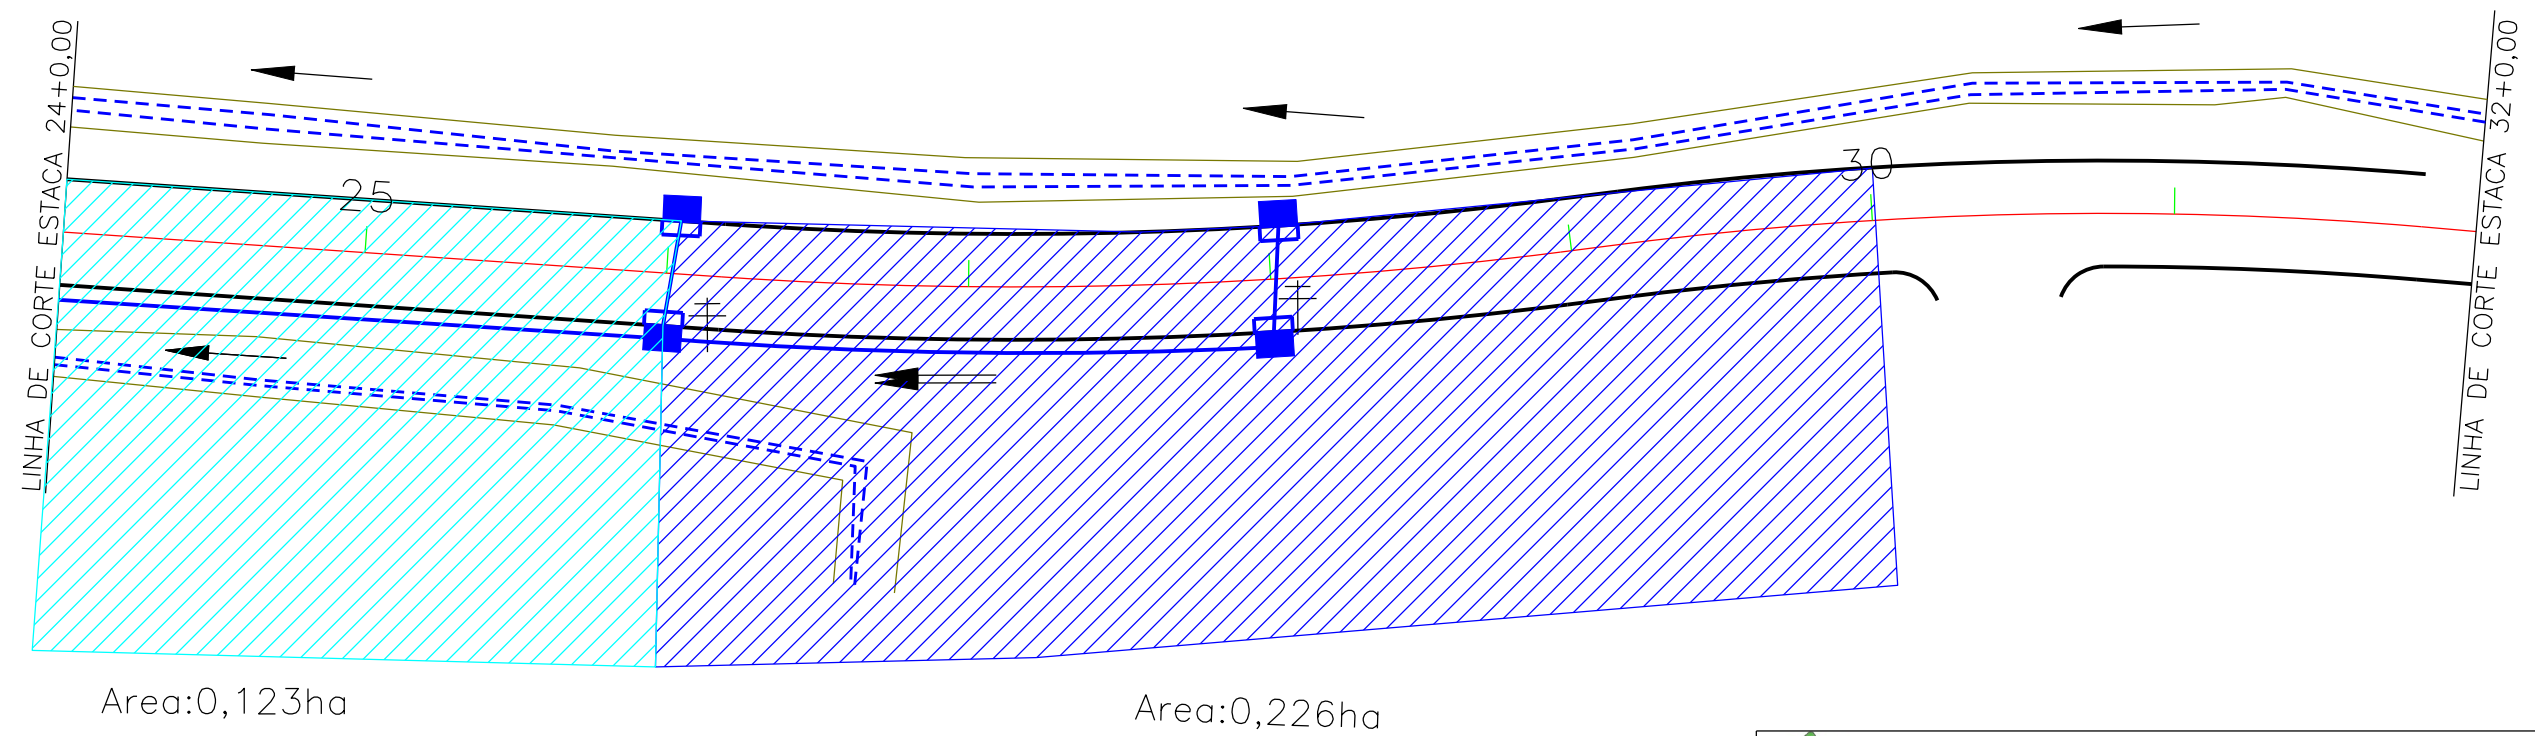 LINHA DE CORTE ESTACA 24+0,00
25
30
LINHA DE CORTE ESTACA 32+0,00
Area:0,123ha
Area:0,226ha